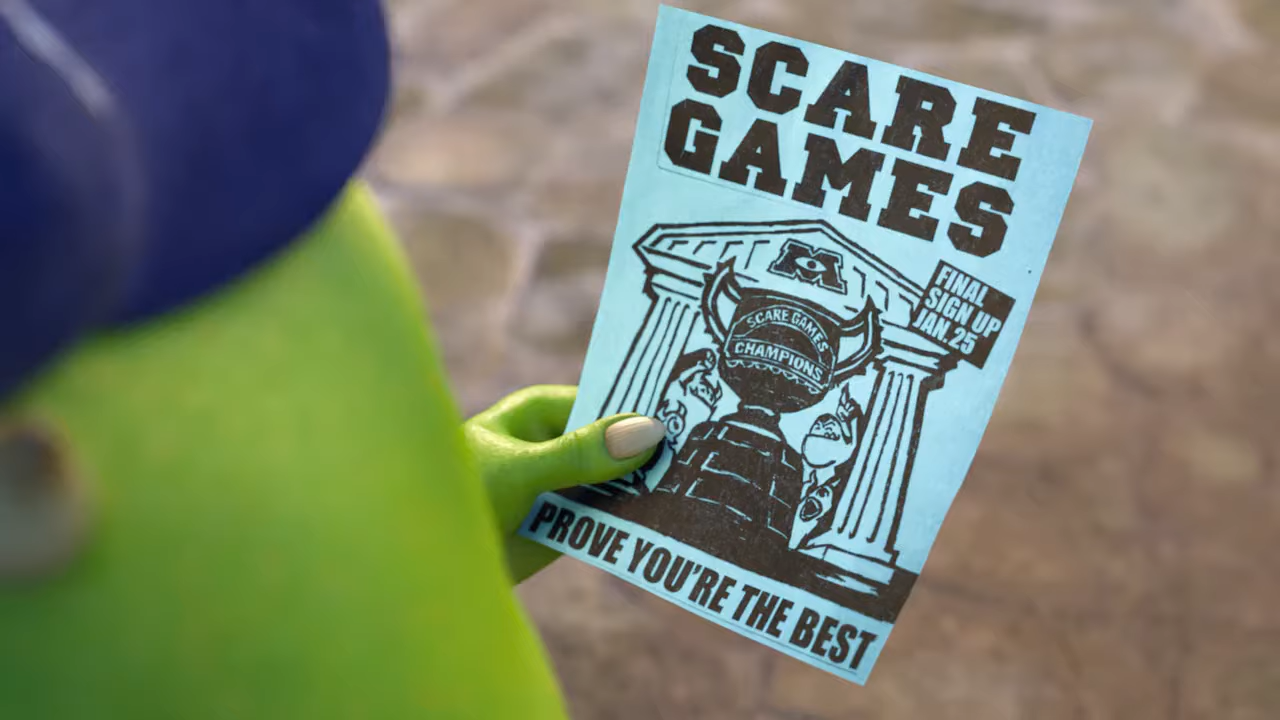 SCARE
GAMES
M
FINAL
SIGN UP
JAN. 25
SCARE GAMES
CHAMPIONS
PROVE YOU'RE THE BEST